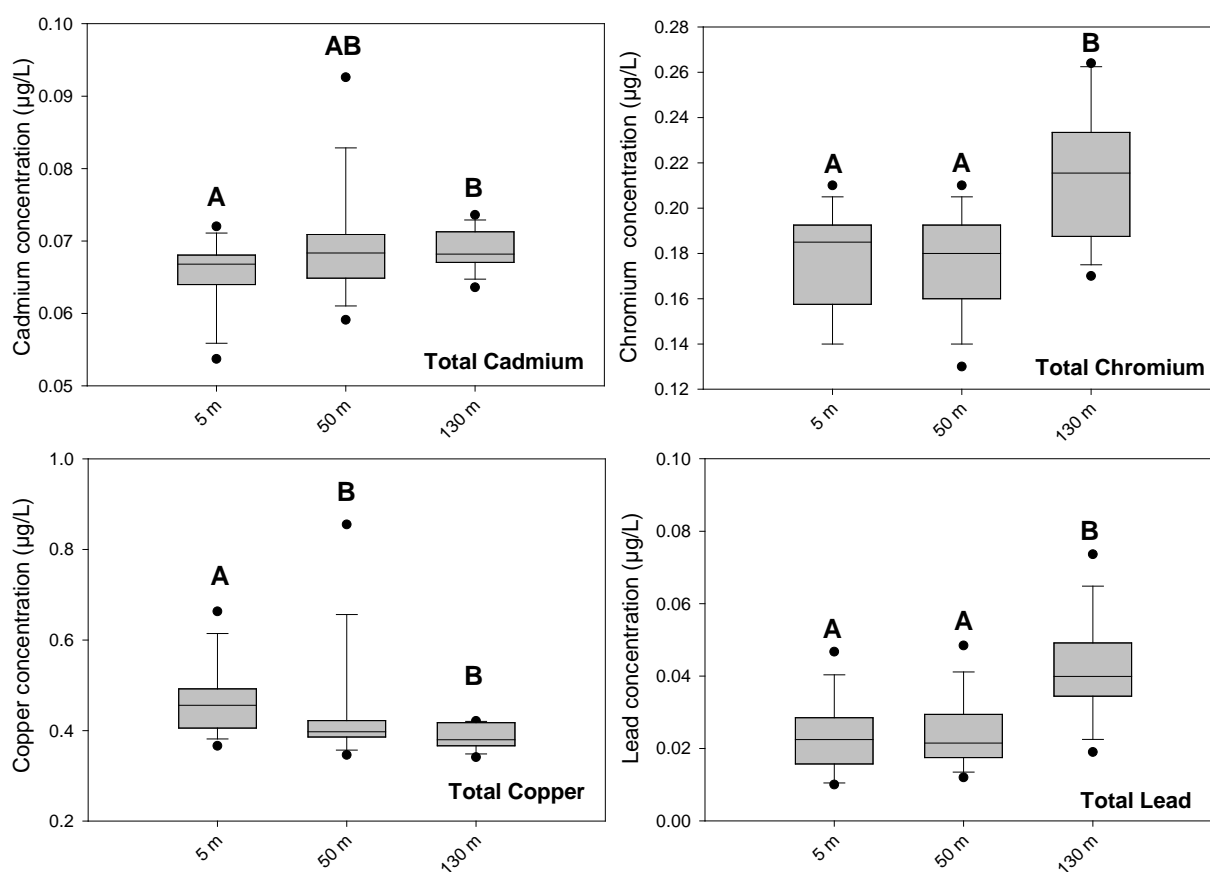 Cadmium concentration (µg/L)
0.10
0.09
0.08
0.07
0.06
0.05
A
AB
B
Total Cadmium
5 m
50 m
130 m
Chromium concentration (µg/L)
0.28
0.26
0.24
0.22
0.20
0.18
0.16
0.14
0.12
A
A
B
Total Chromium
5 m
50 m
130 m
Copper concentration (µg/L)
1.0
0.8
0.6
0.4
0.2
A
B
B
Total Copper
5 m
50 m
130 m
Lead concentration (µg/L)
0.10
0.08
0.06
0.04
0.02
0.00
A
A
B
Total Lead
5 m
50 m
130 m